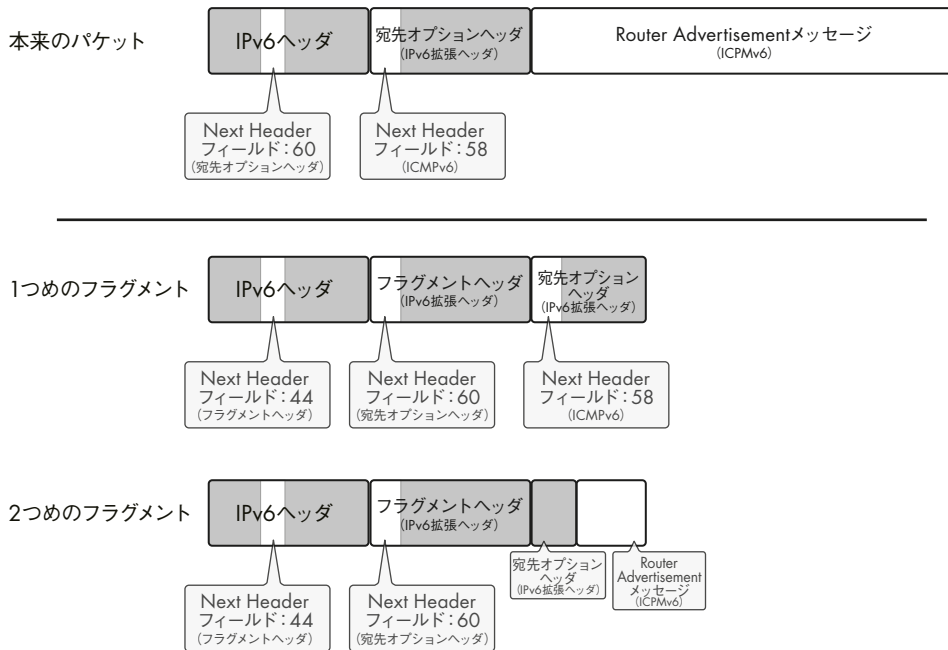 本来のパケット
IPv6ヘッダ
宛先オプションヘッダ
(IPv6拡張ヘッダ)
Router Advertisementメッセージ
(ICPMv6)
Next Header
フィールド:60
(宛先オプションヘッダ)
Next Header
フィールド:58
(ICMPv6)
1つめのフラグメント
IPv6ヘッダ
フラグメントヘッダ
(IPv6拡張ヘッダ)
宛先オプション
ヘッダ
(IPv6拡張ヘッダ)
Next Header
フィールド:44
(フラグメントヘッダ)
Next Header
フィールド:60
(宛先オプションヘッダ)
Next Header
フィールド:58
(ICMPv6)
2つめのフラグメント
IPv6ヘッダ
フラグメントヘッダ
(IPv6拡張ヘッダ)
宛先オプション
ヘッダ
(IPv6拡張ヘッダ)
Router
Advertisement
メッセージ
(ICPMv6)
Next Header
フィールド:44
(フラグメントヘッダ)
Next Header
フィールド:60
(宛先オプションヘッダ)